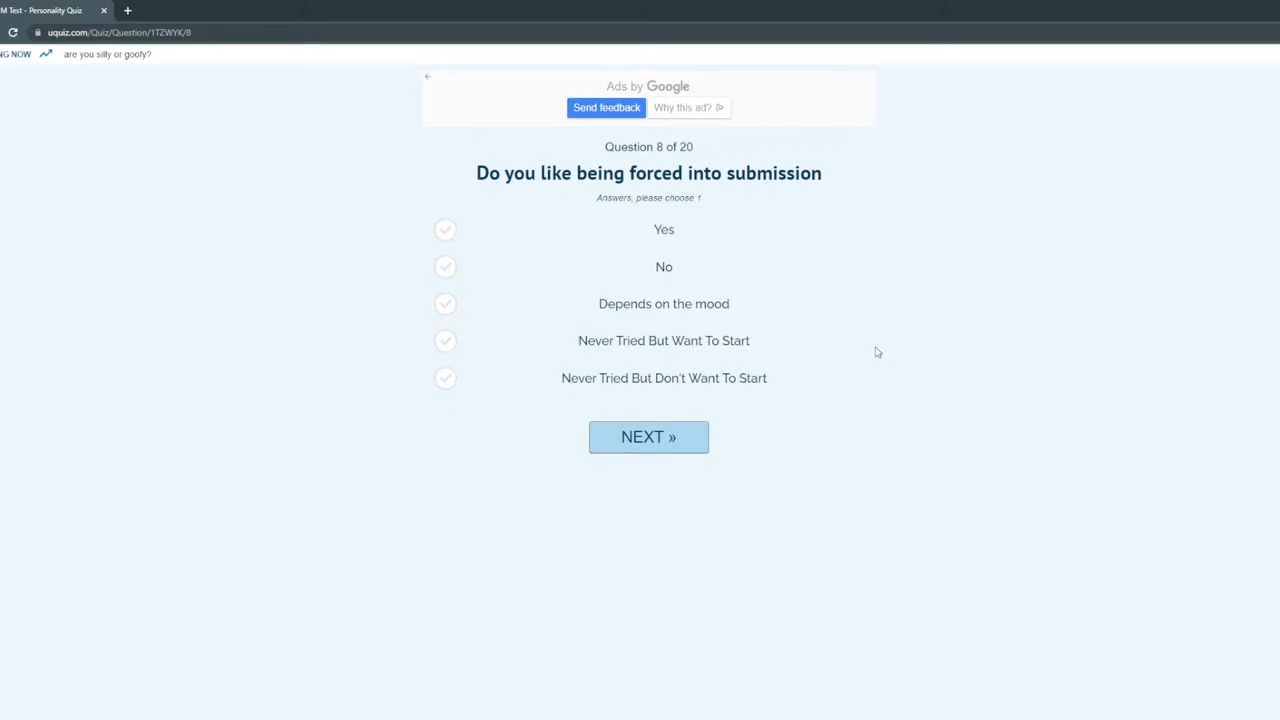 M Test - Personality Quiz
uquiz.com/Quiz/Question/1TZWYK/8
NG NOW are you silly or goofy?
Ads by Google
Send feedback Why this ad?
Question 8 of 20
Do you like being forced into submission
Answers, please choose 1
Yes
No
Depends on the mood
Never Tried But Want To Start
Never Tried But Don't Want To Start
NEXT »